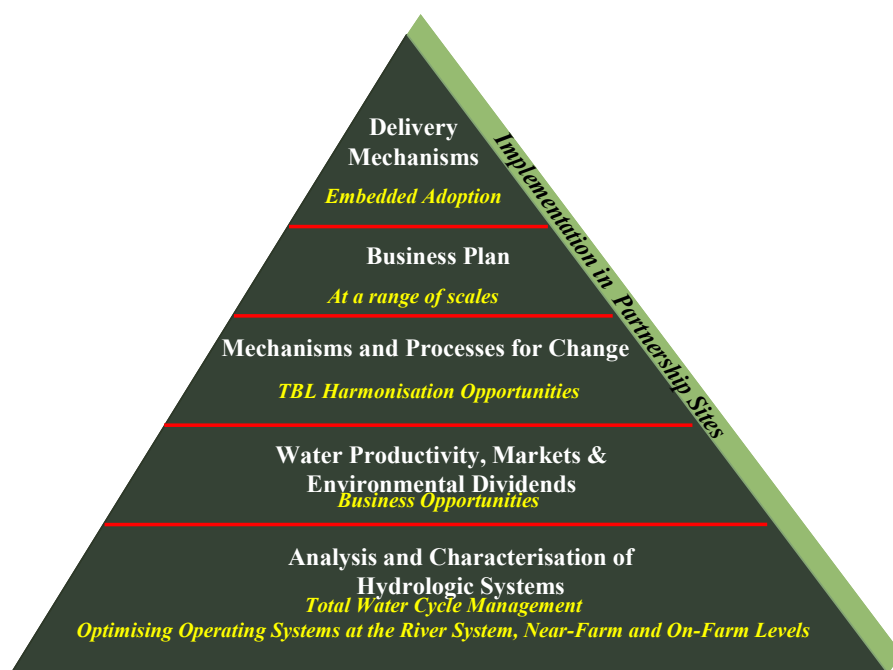 Delivery
Mechanisms
Embedded Adoption
Business Plan
At a range of scales
Mechanisms and Processes for Change
TBL Harmonisation Opportunities
Water Productivity, Markets &
Environmental Dividends
Business Opportunities
Analysis and Characterisation of
Hydrologic Systems
Total Water Cycle Management
Optimising Operating Systems at the River System, Near-Farm and On-Farm Levels
Implementation in Partnership Sites